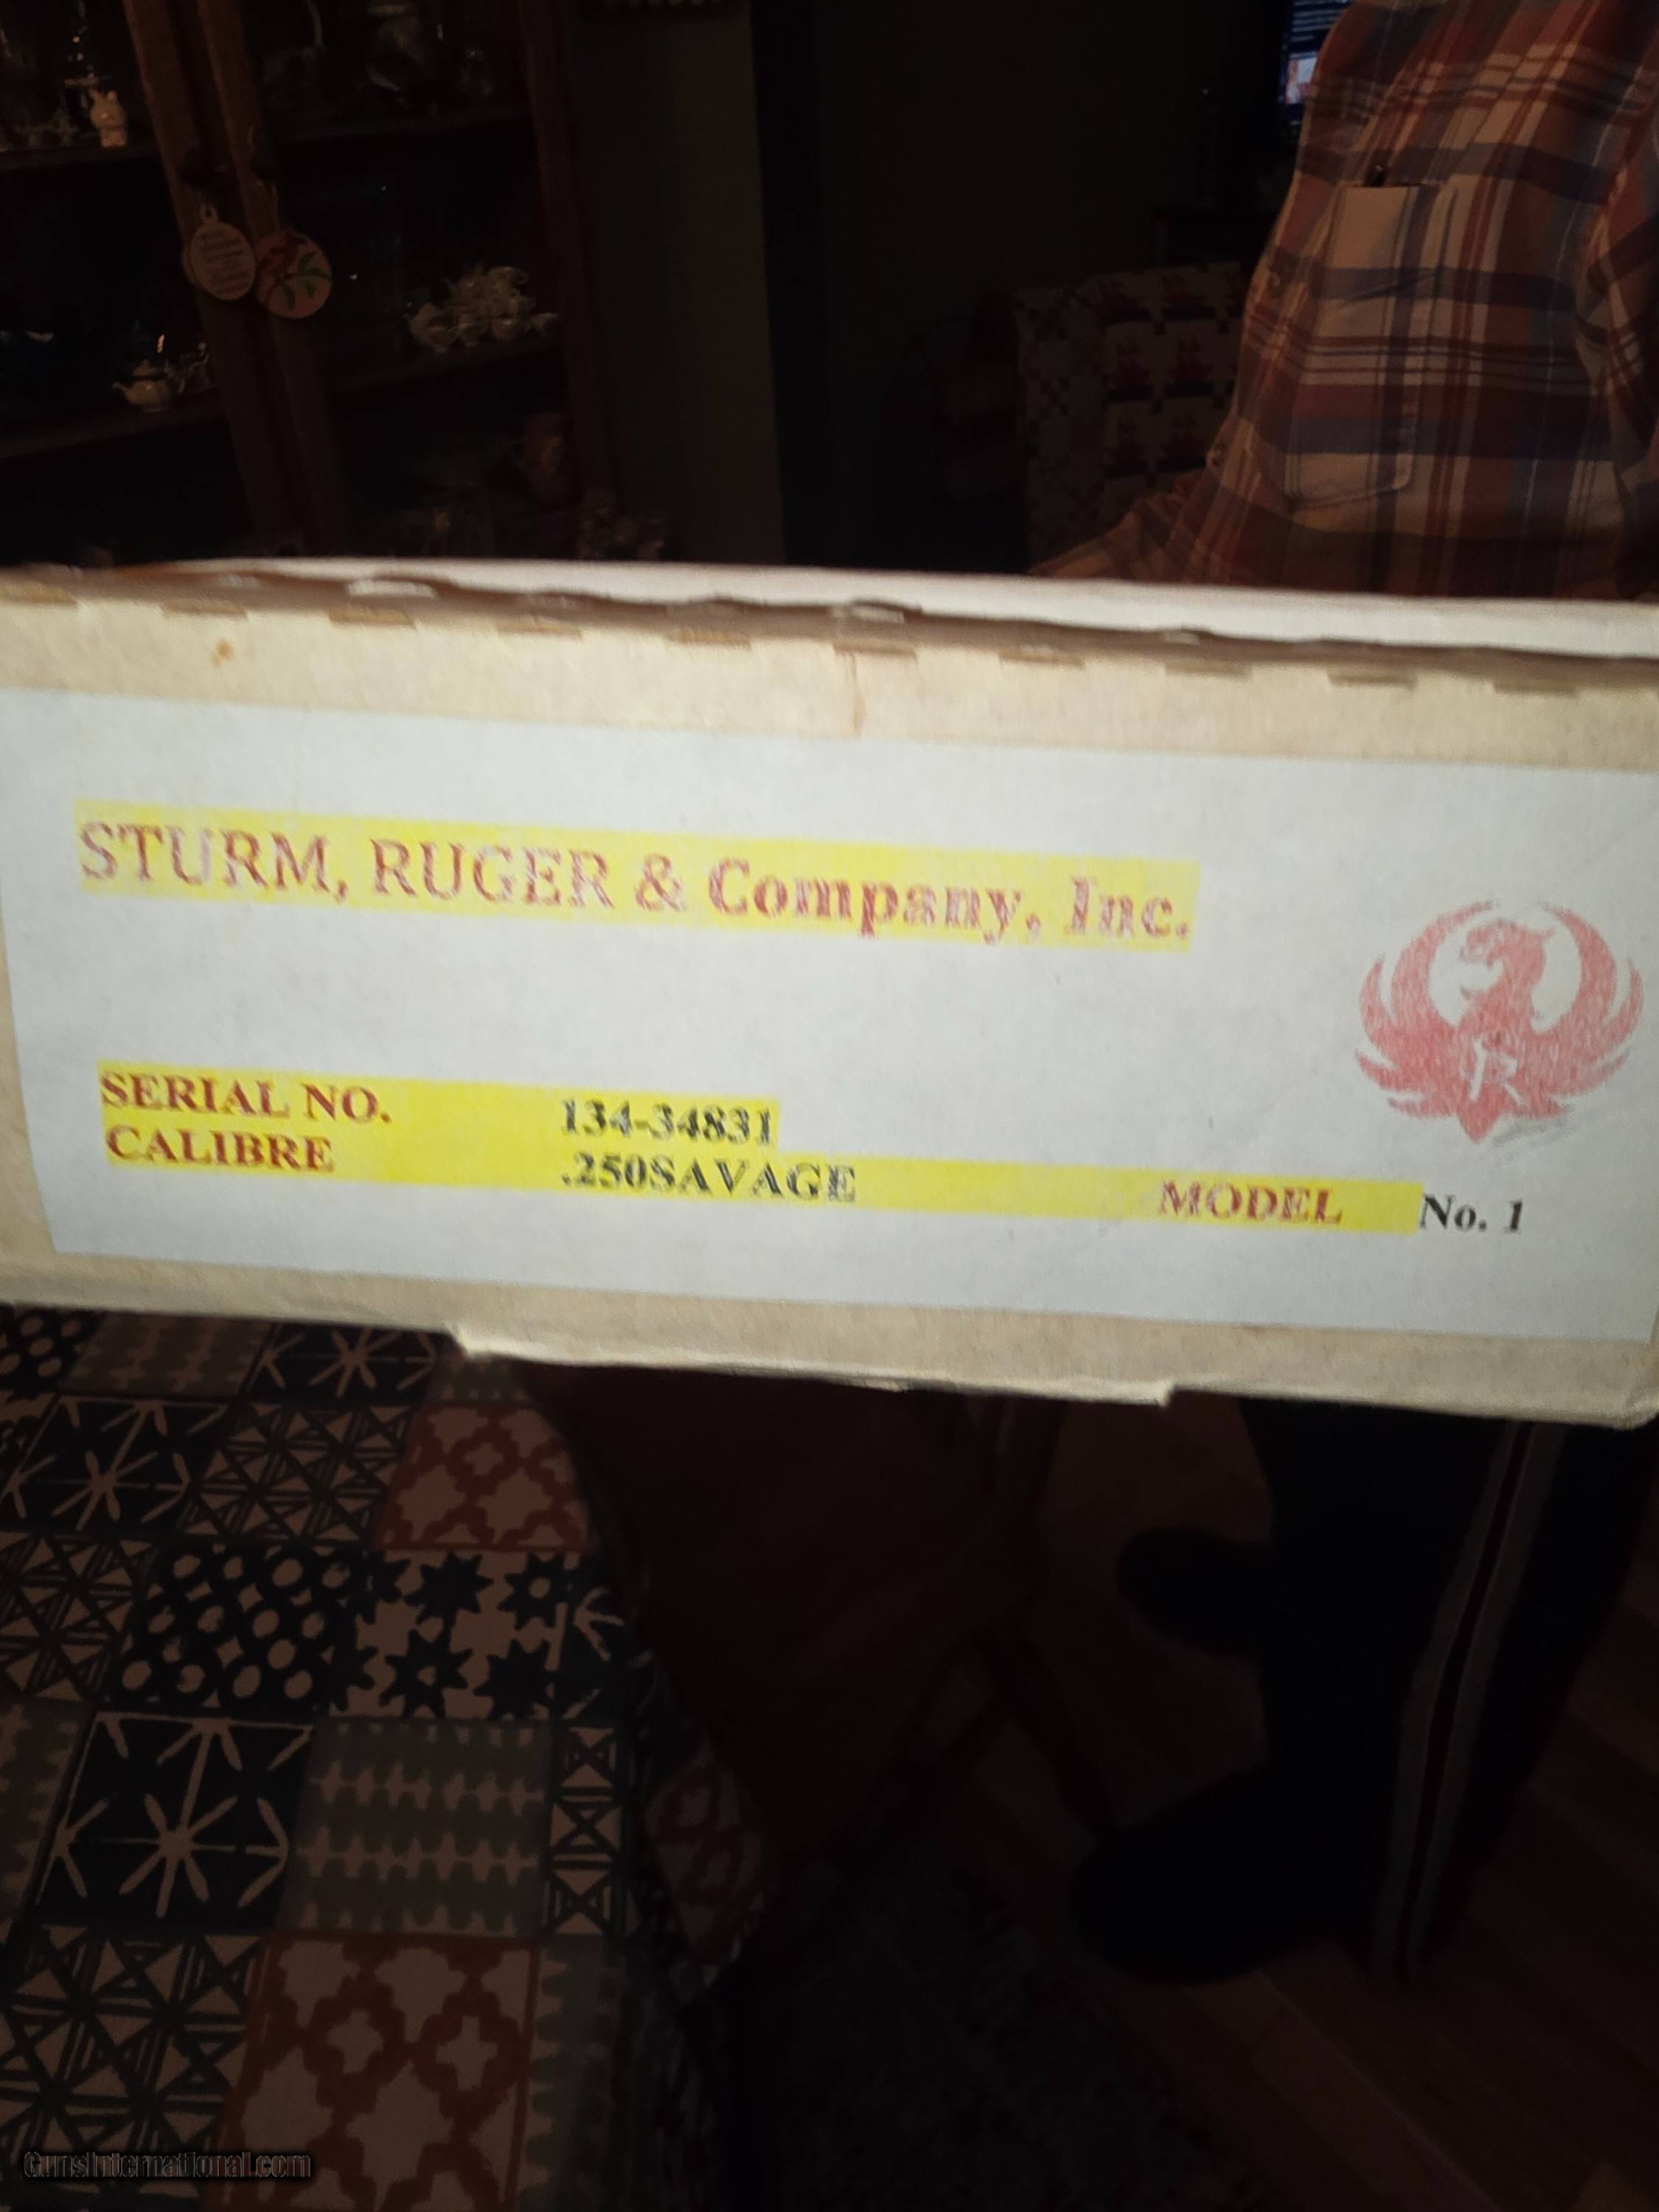 STURM, RUGER & Company, Inc.
R
SERIAL NO. 134-34831
CALIBRE .250SAVAGE MODEL No. 1
GunsInternational.com